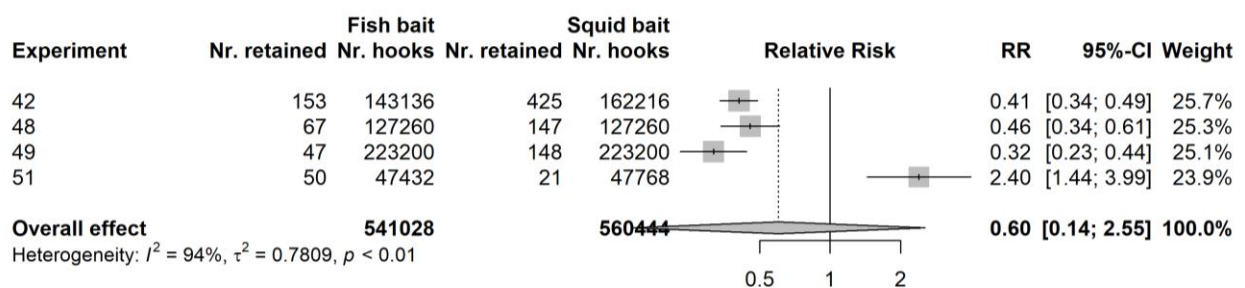 Fish bait Squid bait
Experiment Nr. retained Nr. hooks Nr. retained Nr. hooks Relative Risk RR 95%-CI Weight
42 153 143136 425 162216 0.41 [0.34; 0.49] 25.7%
48 67 127260 147 127260 0.46 [0.34; 0.61] 25.3%
49 47 223200 148 223200 0.32 [0.23; 0.44] 25.1%
51 50 47432 21 47768 2.40 [1.44; 3.99] 23.9%
Overall effect 541028 560444 0.60 [0.14; 2.55] 100.0%
Heterogeneity: I² = 94%, τ² = 0.7809, p < 0.01
0.5 1 2